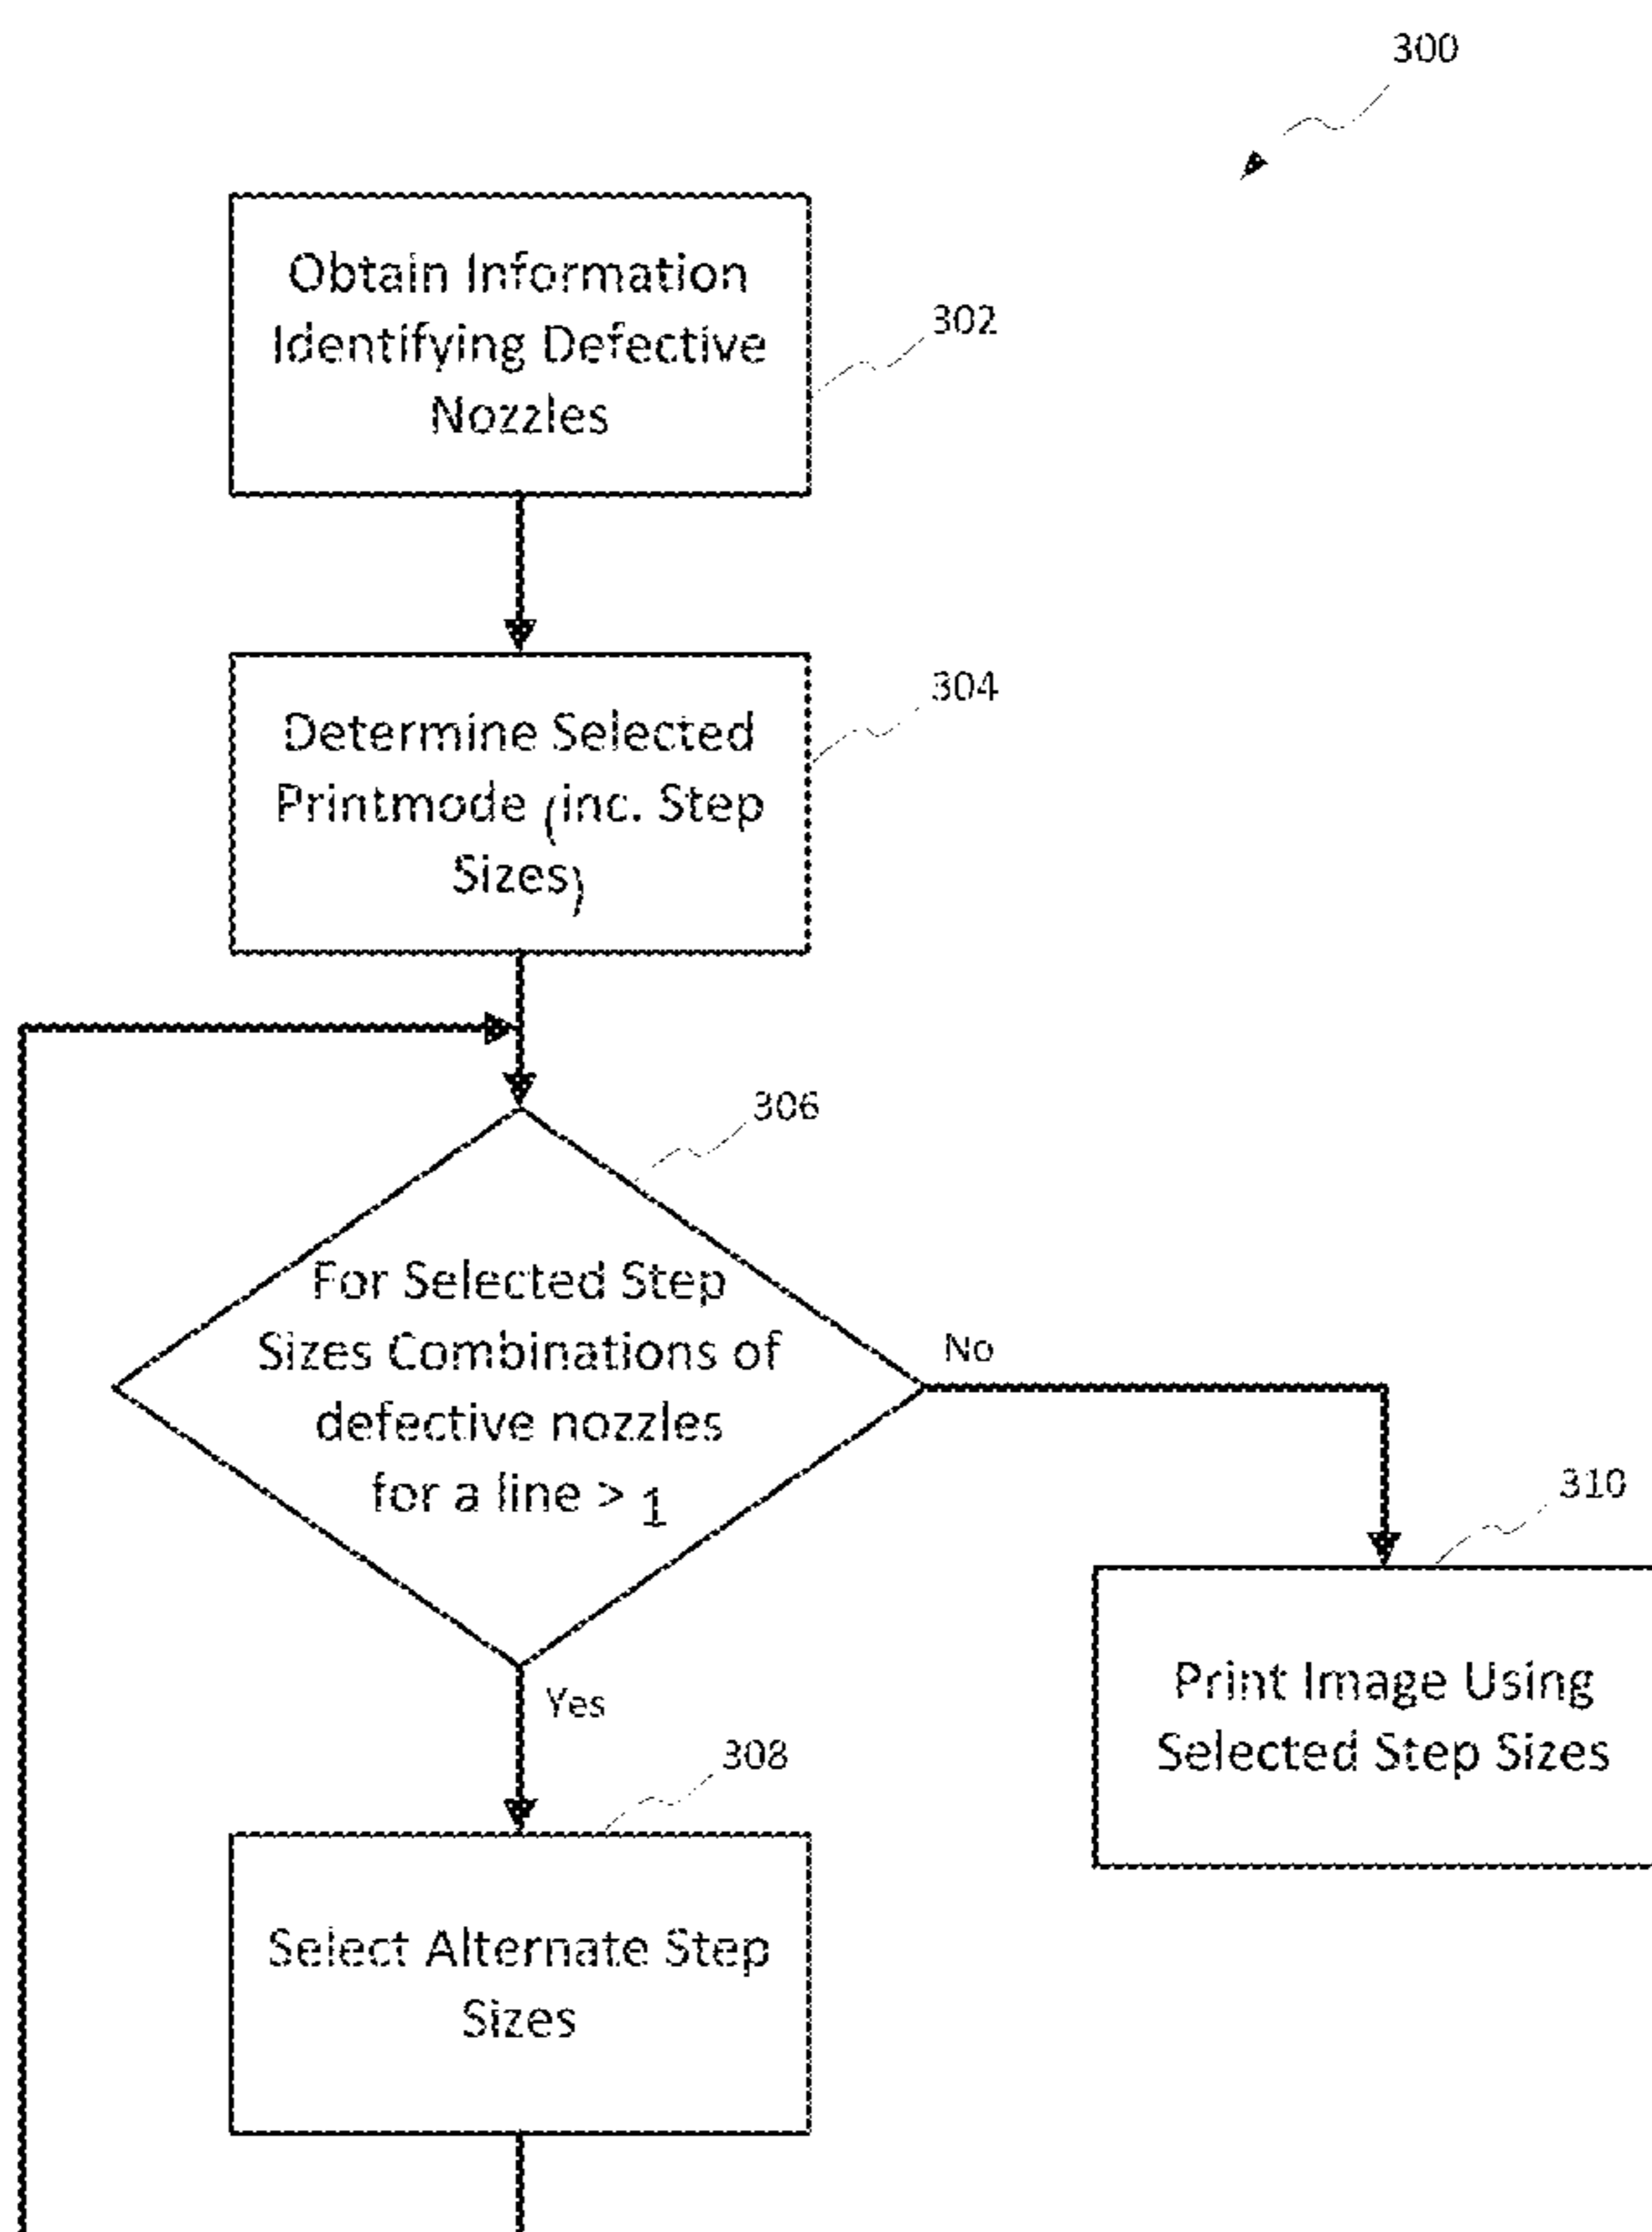 300
Obtain Information
Identifying Defective
Nozzles
302
Determine Selected
Printmode (inc. Step
Sizes)
304
306
For Selected Step
Sizes Combinations of
defective nozzles
for a line > 1
No
Yes
308
310
Print Image Using
Selected Step Sizes
Select Alternate Step
Sizes